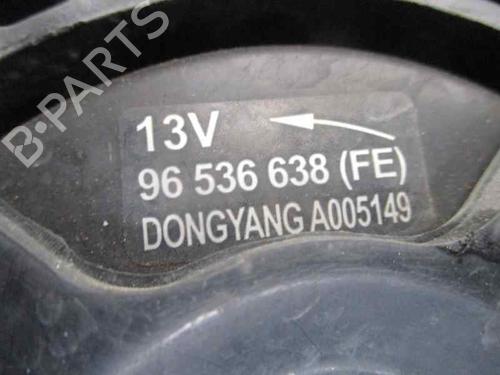 B-PARTS
13V
96 536 638 (FE)
DONGYANG A005149